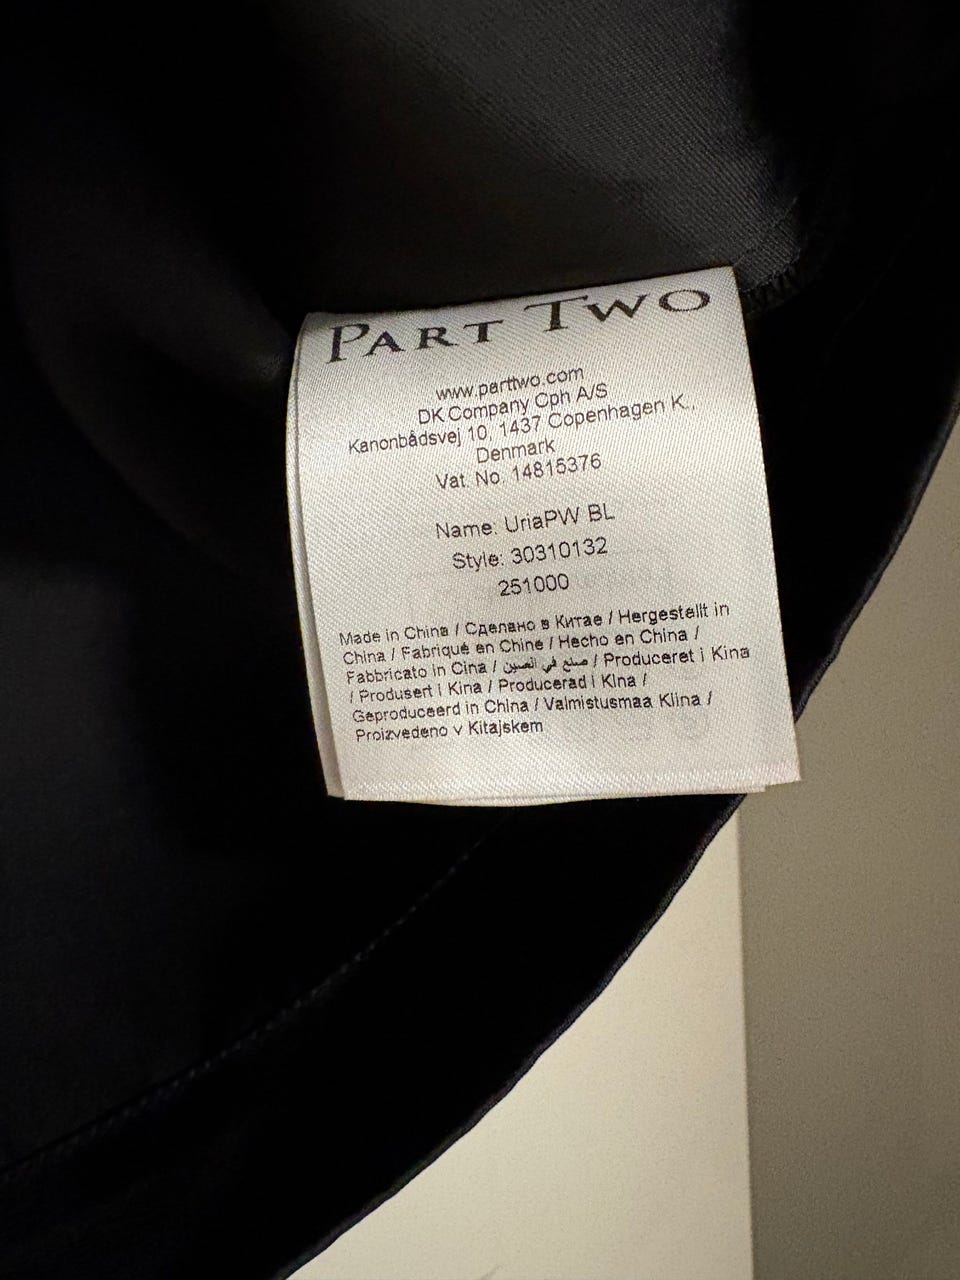 PART TWO
www.parttwo.com
DK Company Cph A/S
Kanonbådsvej 10, 1437 Copenhagen K.,
Denmark
Vat. No. 14815376
Name: UriaPW BL
Style: 30310132
251000
Made in China / Сделано в Китае / Hergestellt in
China / Fabriqué en Chine / Hecho en China /
Fabbricato in Cina / صنع في الصين / Produceret i Kina
/ Produsert i Kina / Producerad i Kina /
Geproduceerd in China / Valmistusmaa Kiina /
Proizvedeno v Kitajskem